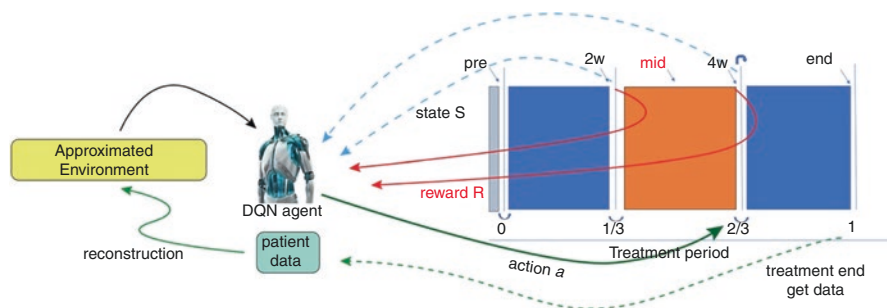 pre
2w
mid
4w
end
state S
Approximated
Environment
reward R
DQN agent
0
1/3
2/3
1
patient
data
reconstruction
action a
Treatment period
treatment end
get data